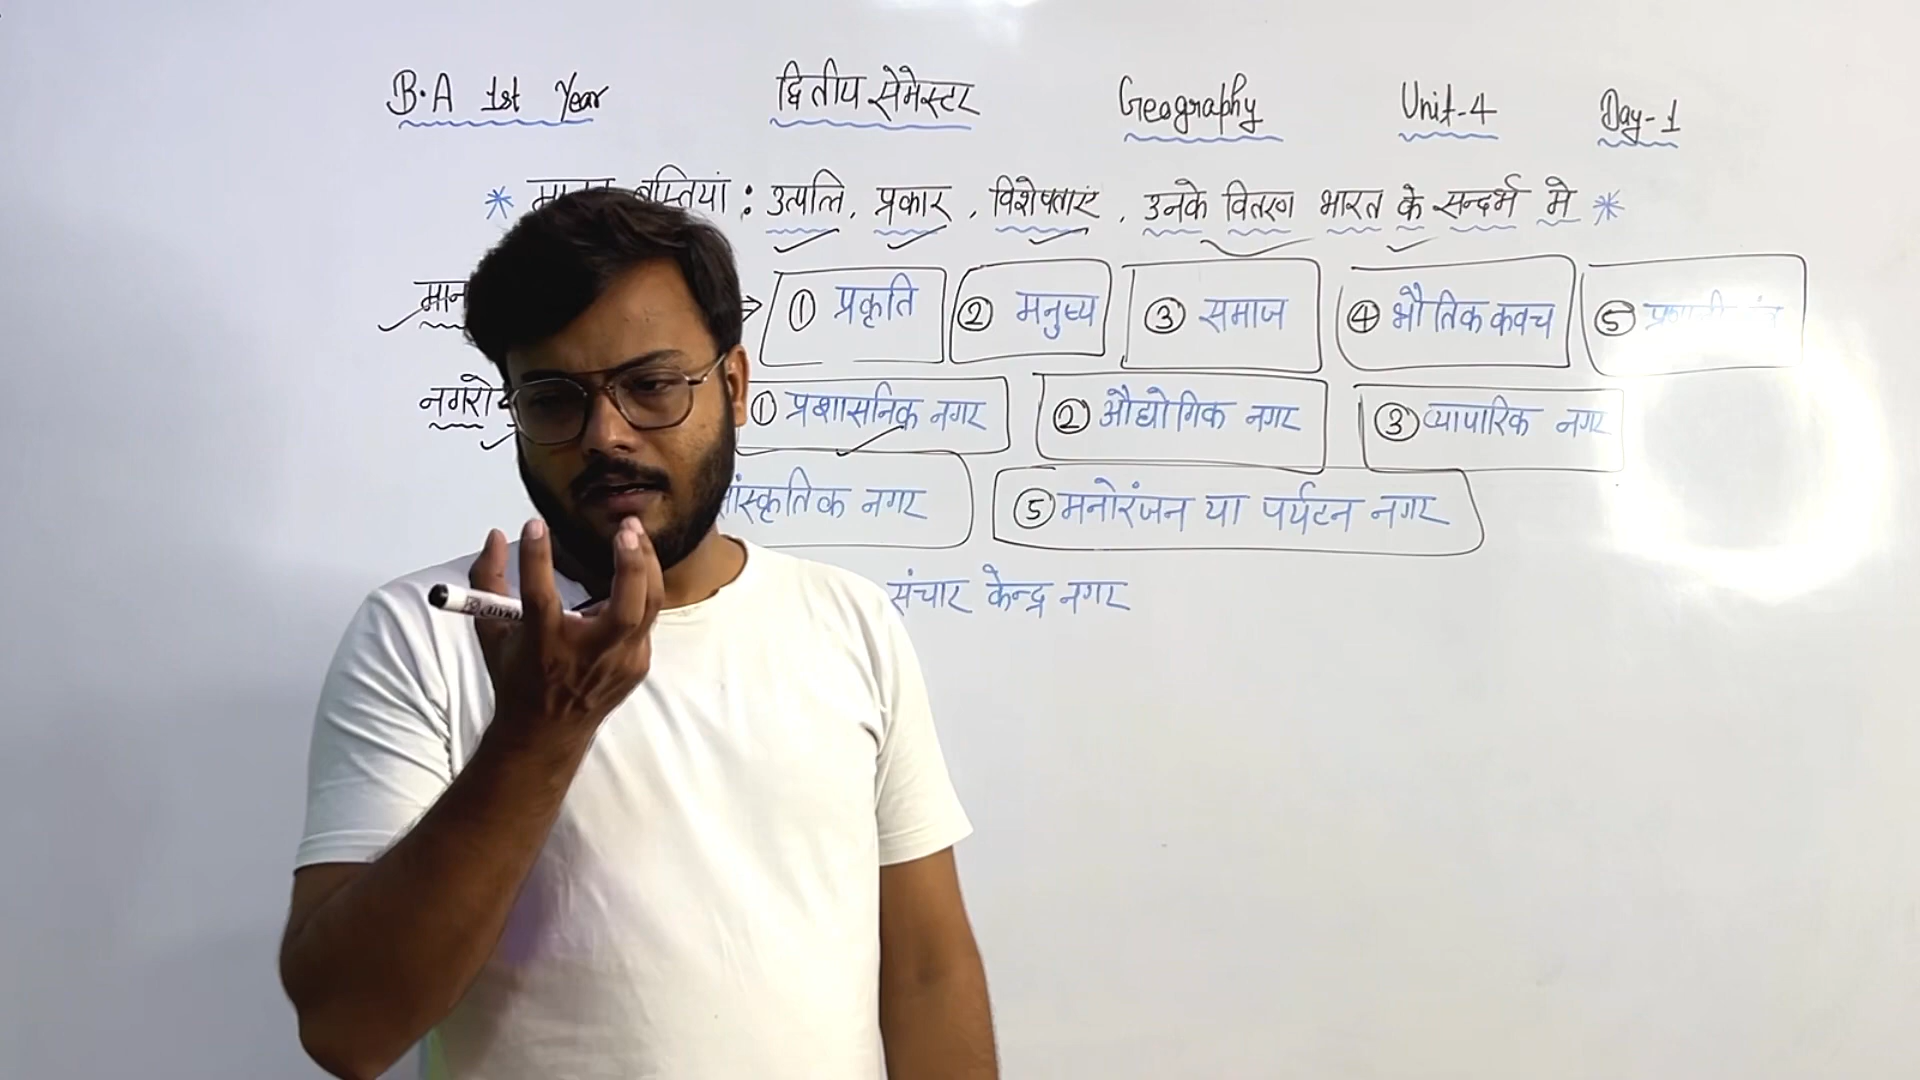 B.A 1st Year द्वितीय सेमेस्टर Geography Unit-4 Day-1
* बस्तियां : उत्पत्ति, प्रकार, विशेषताएं, उनके वितरण भारत के सन्दर्भ मे *
① प्रकृति ② मनुष्य ③ समाज ④ भौतिक कवच ⑤
① प्रशासनिक नगर ② औद्योगिक नगर ③ व्यापारिक नगर
सांस्कृतिक नगर ⑤ मनोरंजन या पर्यटन नगर
संचार केन्द्र नगर